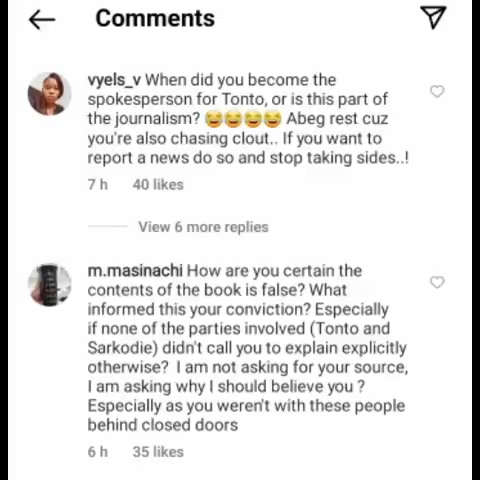 Comments
vyels_v When did you become the
spokesperson for Tonto, or is this part of
the journalism? 😂😂😂😂 Abeg rest cuz
you're also chasing clout.. If you want to
report a news do so and stop taking sides..!
7 h 40 likes
View 6 more replies
m.masinachi How are you certain the
contents of the book is false? What
informed this your conviction? Especially
if none of the parties involved (Tonto and
Sarkodie) didn't call you to explain explicitly
otherwise? I am not asking for your source,
I am asking why I should believe you ?
Especially as you weren't with these people
behind closed doors
6 h 35 likes